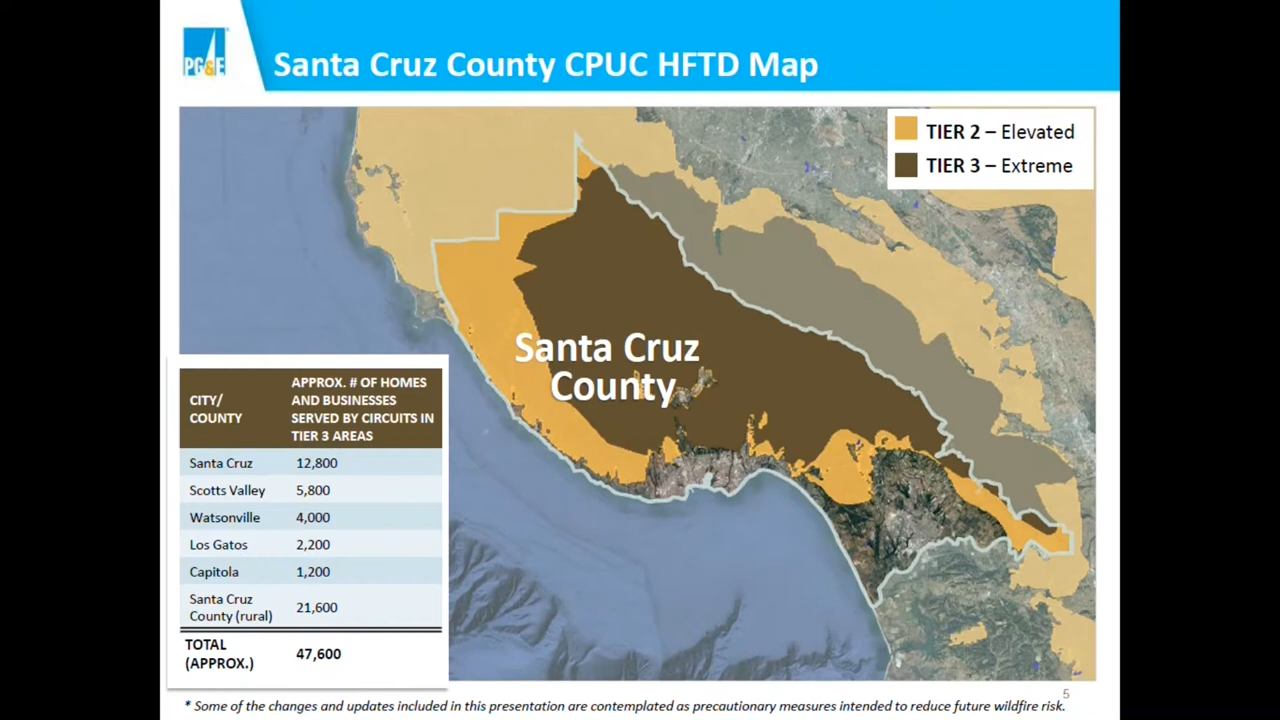 PG&E
Santa Cruz County CPUC HFTD Map
TIER 2 – Elevated
TIER 3 – Extreme
Santa Cruz
County
CITY/
COUNTY
APPROX. # OF HOMES
AND BUSINESSES
SERVED BY CIRCUITS IN
TIER 3 AREAS
Santa Cruz 12,800
Scotts Valley 5,800
Watsonville 4,000
Los Gatos 2,200
Capitola 1,200
Santa Cruz
County (rural) 21,600
TOTAL
(APPROX.) 47,600
5
* Some of the changes and updates included in this presentation are contemplated as precautionary measures intended to reduce future wildfire risk.